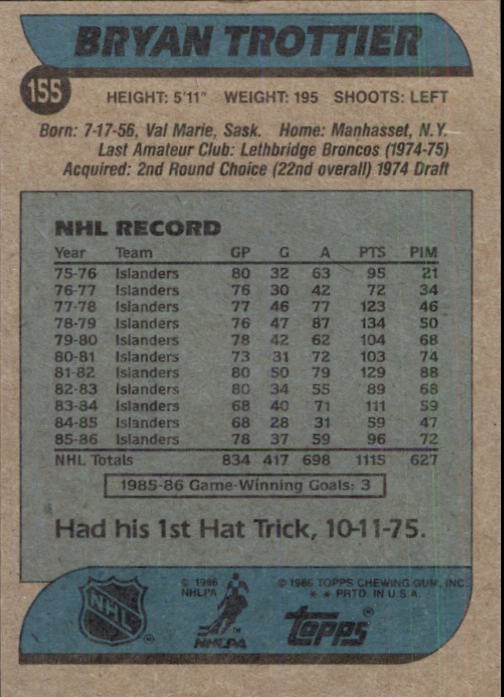 BRYAN TROTTIER
155
HEIGHT: 5'11" WEIGHT: 195 SHOOTS: LEFT
Born: 7-17-56, Val Marie, Sask. Home: Manhasset, N.Y.
Last Amateur Club: Lethbridge Broncos (1974-75)
Acquired: 2nd Round Choice (22nd overall) 1974 Draft
NHL RECORD
Year Team GP G A PTS PIM
75-76 Islanders 80 32 63 95 21
76-77 Islanders 76 30 42 72 34
77-78 Islanders 77 46 77 123 46
78-79 Islanders 76 47 87 134 50
79-80 Islanders 78 42 62 104 68
80-81 Islanders 73 31 72 103 74
81-82 Islanders 80 50 79 129 88
82-83 Islanders 80 34 55 89 68
83-84 Islanders 68 40 71 111 59
84-85 Islanders 68 28 31 59 47
85-86 Islanders 78 37 59 96 72
NHL Totals 834 417 698 1115 627
1985-86 Game-Winning Goals: 3
Had his 1st Hat Trick, 10-11-75.
© 1986 NHLPA
© 1986 TOPPS CHEWING GUM, INC.
* * PRTD. IN U.S.A.
NHL ®
NHLPA
topps ®